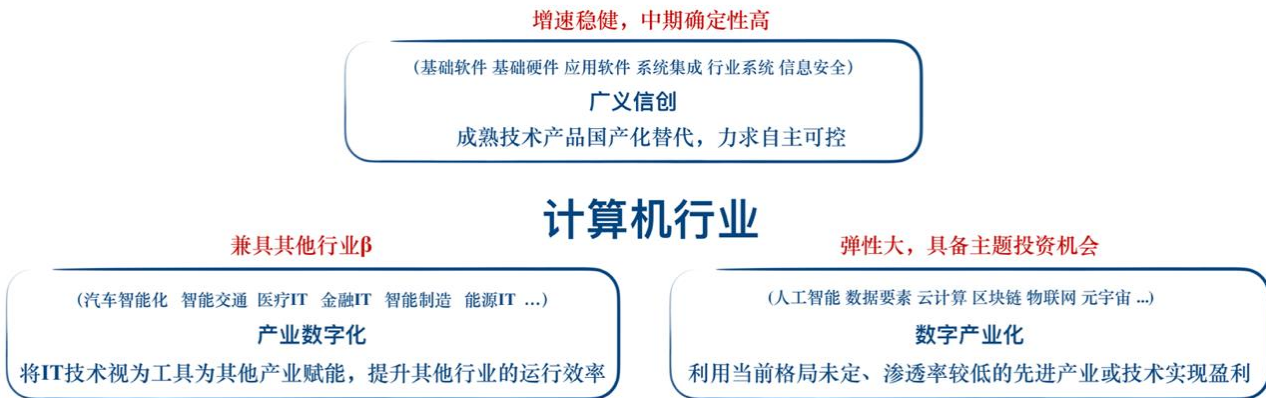 增速稳健，中期确定性高
（基础软件 基础硬件 应用软件 系统集成 行业系统 信息安全）
广义信创
成熟技术产品国产化替代，力求自主可控
计算机行业
兼具其他行业β
（汽车智能化 智能交通 医疗IT 金融IT 智能制造 能源IT ...）
产业数字化
将IT技术视为工具为其他产业赋能，提升其他行业的运行效率
弹性大，具备主题投资机会
（人工智能 数据要素 云计算 区块链 物联网 元宇宙 ...）
数字产业化
利用当前格局未定、渗透率较低的先进产业或技术实现盈利